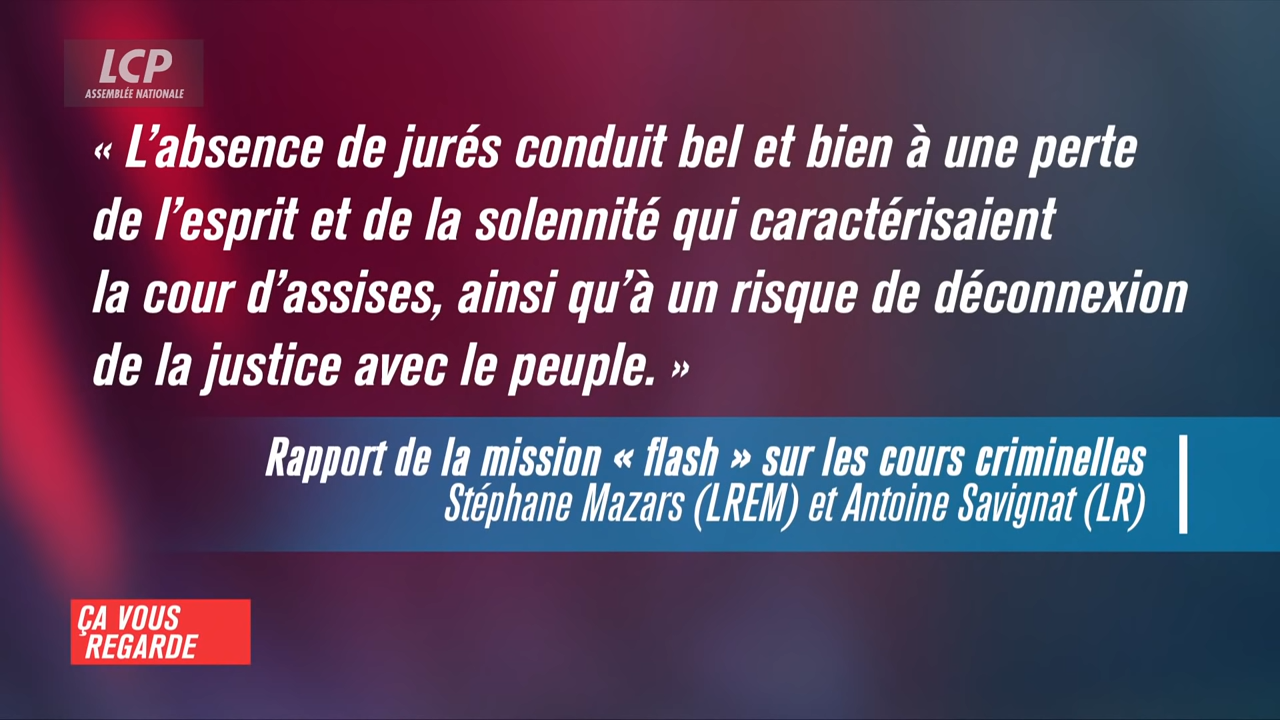 LCP
ASSEMBLÉE NATIONALE
« L’absence de jurés conduit bel et bien à une perte
de l’esprit et de la solennité qui caractérisaient
la cour d’assises, ainsi qu’à un risque de déconnexion
de la justice avec le peuple. »
Rapport de la mission « flash » sur les cours criminelles
Stéphane Mazars (LREM) et Antoine Savignat (LR)
ÇA VOUS
REGARDE